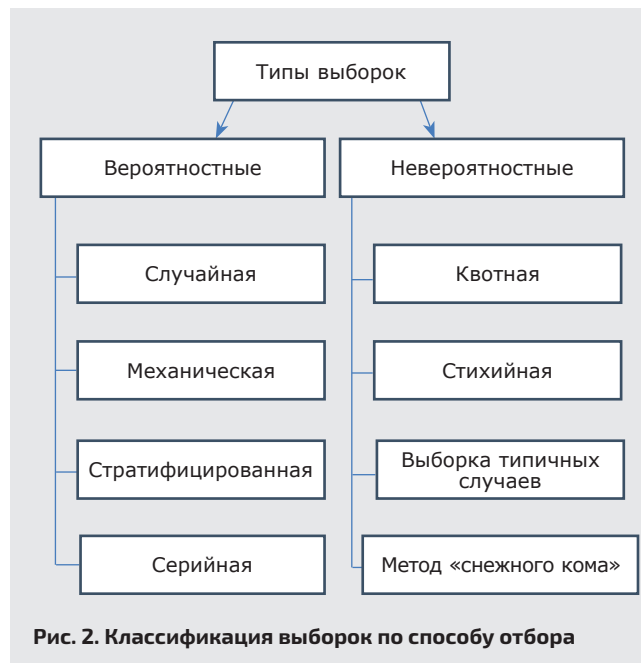 Типы выборок
Вероятностные
Невероятностные
Случайная
Квотная
Механическая
Стихийная
Стратифицированная
Выборка типичных
случаев
Серийная
Метод «снежного кома»
Рис. 2. Классификация выборок по способу отбора